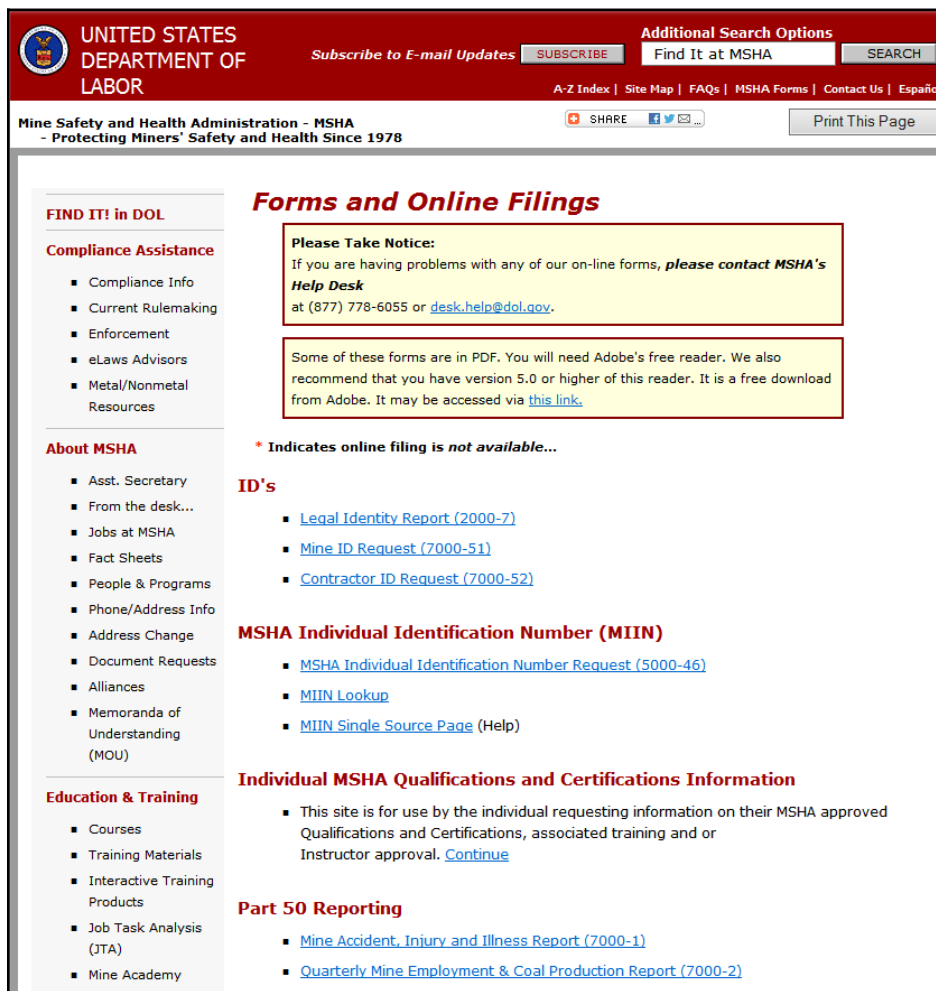 UNITED STATES
DEPARTMENT OF
LABOR
Subscribe to E-mail Updates SUBSCRIBE
Additional Search Options
Find It at MSHA SEARCH
A-Z Index | Site Map | FAQs | MSHA Forms | Contact Us | Españo
Mine Safety and Health Administration - MSHA
- Protecting Miners' Safety and Health Since 1978
SHARE ...
Print This Page
FIND IT! in DOL
Compliance Assistance
Compliance Info
Current Rulemaking
Enforcement
eLaws Advisors
Metal/Nonmetal
Resources
About MSHA
Asst. Secretary
From the desk...
Jobs at MSHA
Fact Sheets
People & Programs
Phone/Address Info
Address Change
Document Requests
Alliances
Memoranda of
Understanding
(MOU)
Education & Training
Courses
Training Materials
Interactive Training
Products
Job Task Analysis
(JTA)
Mine Academy
Forms and Online Filings
Please Take Notice:
If you are having problems with any of our on-line forms, please contact MSHA's
Help Desk
at (877) 778-6055 or desk.help@dol.gov.
Some of these forms are in PDF. You will need Adobe's free reader. We also
recommend that you have version 5.0 or higher of this reader. It is a free download
from Adobe. It may be accessed via this link.
* Indicates online filing is not available...
ID's
Legal Identity Report (2000-7)
Mine ID Request (7000-51)
Contractor ID Request (7000-52)
MSHA Individual Identification Number (MIIN)
MSHA Individual Identification Number Request (5000-46)
MIIN Lookup
MIIN Single Source Page (Help)
Individual MSHA Qualifications and Certifications Information
This site is for use by the individual requesting information on their MSHA approved
Qualifications and Certifications, associated training and or
Instructor approval. Continue
Part 50 Reporting
Mine Accident, Injury and Illness Report (7000-1)
Quarterly Mine Employment & Coal Production Report (7000-2)